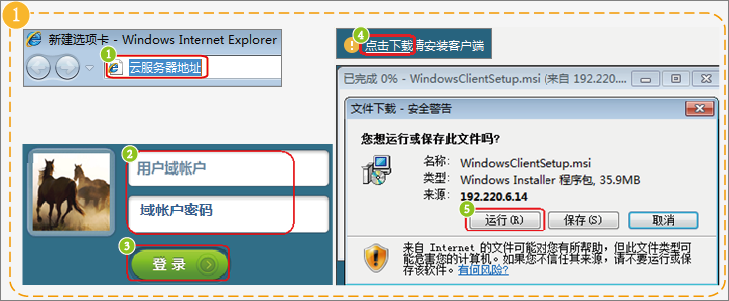 1
新建选项卡 - Windows Internet Explorer
1
云服务器地址
2
用户域帐户
域帐户密码
3
登 录
4
点击下载请安装客户端
已完成 0% - WindowsClientSetup.msi (来自 192.220....
文件下载 - 安全警告
您想运行或保存此文件吗?
名称: WindowsClientSetup.msi
类型: Windows Installer 程序包, 35.9MB
来源: 192.220.6.14
5
运行(R) 保存(S) 取消
来自 Internet 的文件可能对您有所帮助，但此文件类型可
能危害您的计算机。如果您不信任其来源，请不要运行或保
存该软件。有何风险?